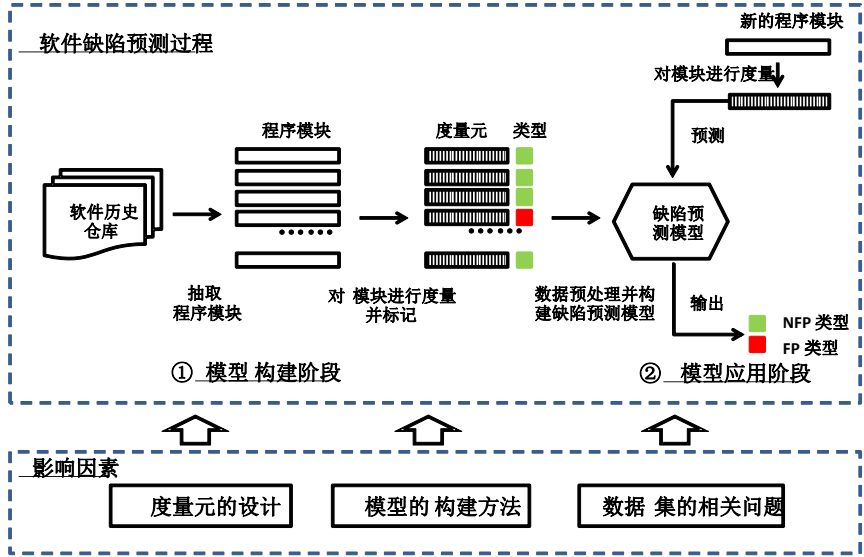 软件缺陷预测过程
新的程序模块
对模块进行度量
程序模块
度量元
类型
预测
软件历史
仓库
缺陷预
测模型
抽取
程序模块
对 模块进行度量
并标记
数据预处理并构
建缺陷预测模型
输出
NFP 类型
FP 类型
① 模型 构建阶段
② 模型应用阶段
影响因素
度量元的设计
模型的 构建方法
数据 集的相关问题